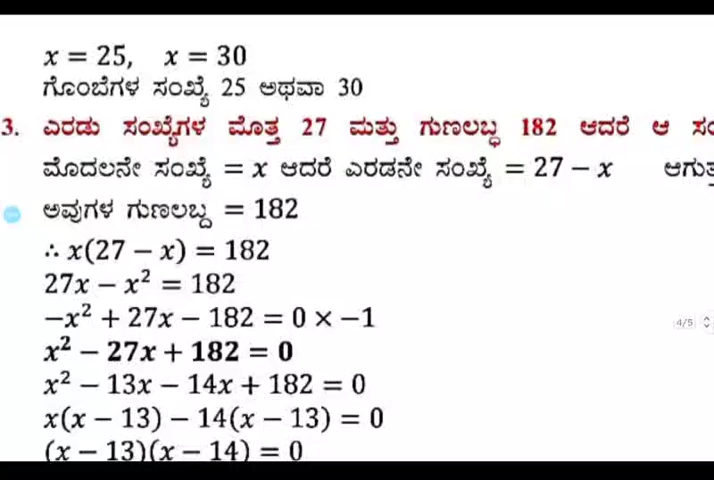 x = 25,   x = 30
ಗೊಂಬೆಗಳ ಸಂಖ್ಯೆ 25 ಅಥವಾ 30
3. ಎರಡು ಸಂಖ್ಯೆಗಳ ಮೊತ್ತ 27 ಮತ್ತು ಗುಣಲಬ್ಧ 182 ಆದರೆ ಆ
ಮೊದಲನೇ ಸಂಖ್ಯೆ = x ಆದರೆ ಎರಡನೇ ಸಂಖ್ಯೆ = 27 − x
ಅವುಗಳ ಗುಣಲಬ್ದ = 182
∴ x(27 − x) = 182
27x − x² = 182
−x² + 27x − 182 = 0 × −1
4/5
x² − 27x + 182 = 0
x² − 13x − 14x + 182 = 0
x(x − 13) − 14(x − 13) = 0
(x − 13)(x − 14) = 0